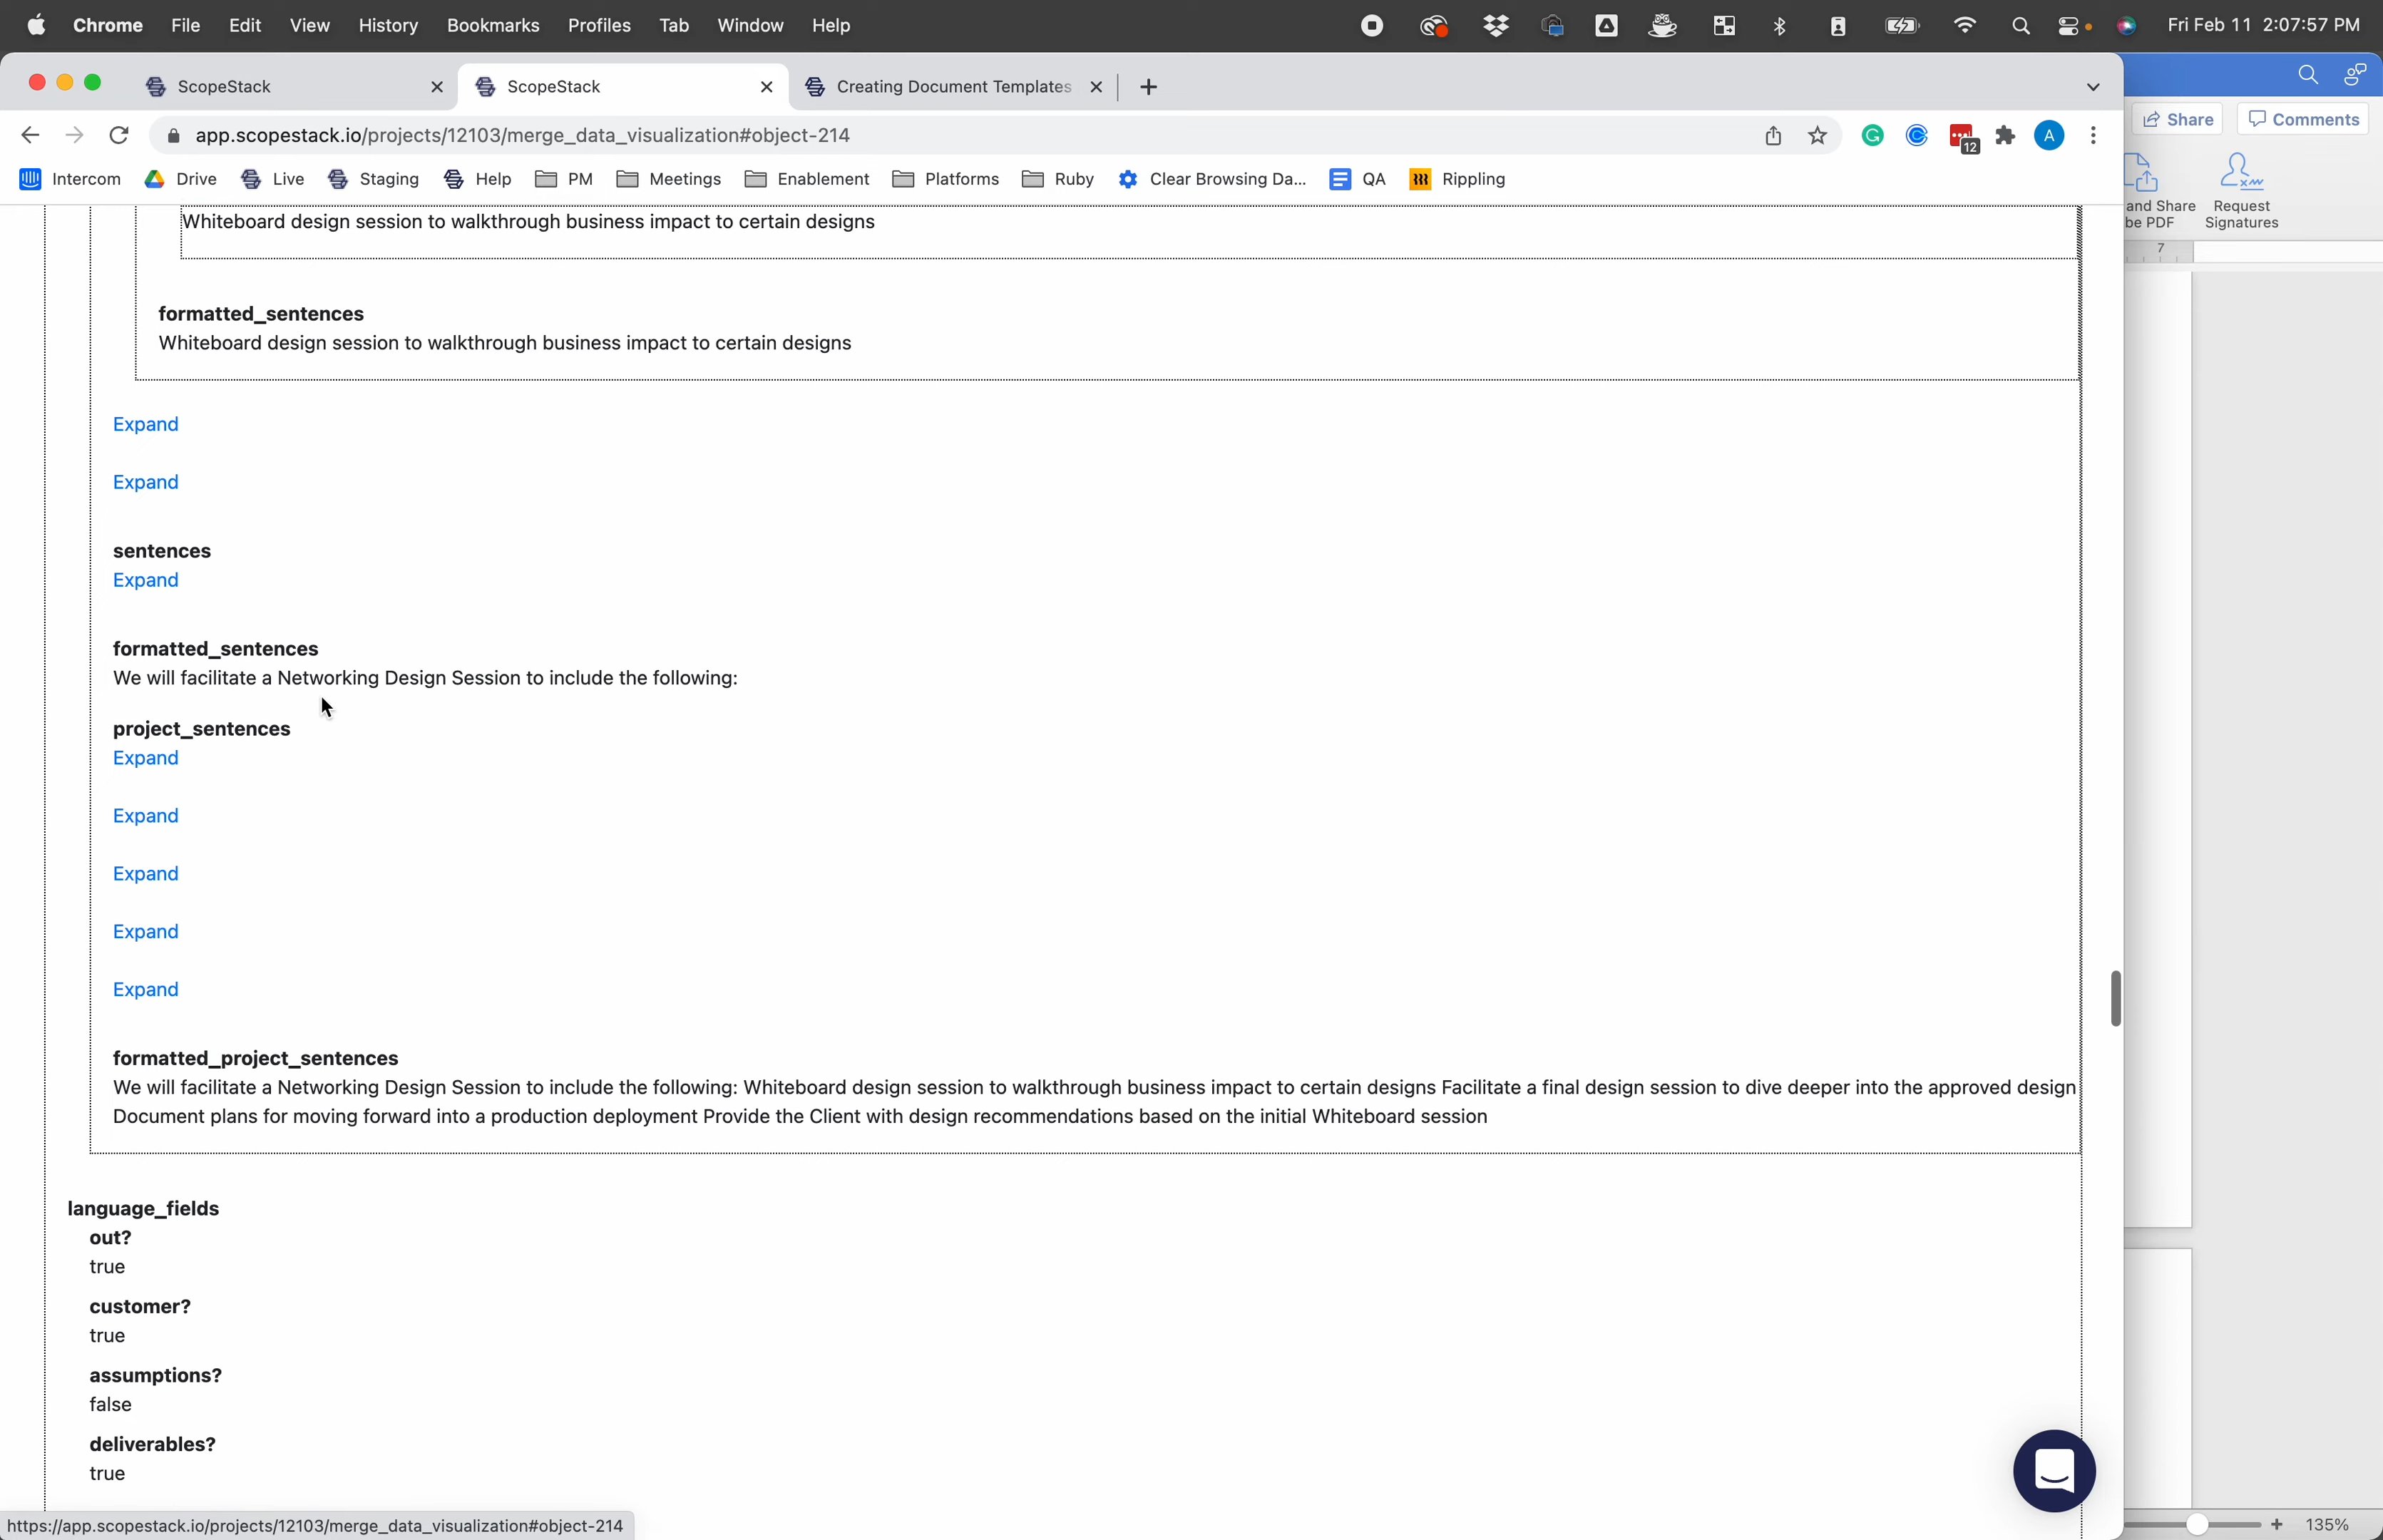 Chrome File Edit View History Bookmarks Profiles Tab Window Help Fri Feb 11 2:07:57 PM
ScopeStack ScopeStack Creating Document Templates
app.scopestack.io/projects/12103/merge_data_visualization#object-214 12 A Share Comments
Intercom Drive Live Staging Help PM Meetings Enablement Platforms Ruby Clear Browsing Da... QA Rippling
and Share Request
be PDF Signatures
7
Whiteboard design session to walkthrough business impact to certain designs
formatted_sentences
Whiteboard design session to walkthrough business impact to certain designs
Expand
Expand
sentences
Expand
formatted_sentences
We will facilitate a Networking Design Session to include the following:
project_sentences
Expand
Expand
Expand
Expand
Expand
formatted_project_sentences
We will facilitate a Networking Design Session to include the following: Whiteboard design session to walkthrough business impact to certain designs Facilitate a final design session to dive deeper into the approved design
Document plans for moving forward into a production deployment Provide the Client with design recommendations based on the initial Whiteboard session
language_fields
out?
true
customer?
true
assumptions?
false
deliverables?
true
https://app.scopestack.io/projects/12103/merge_data_visualization#object-214
135%